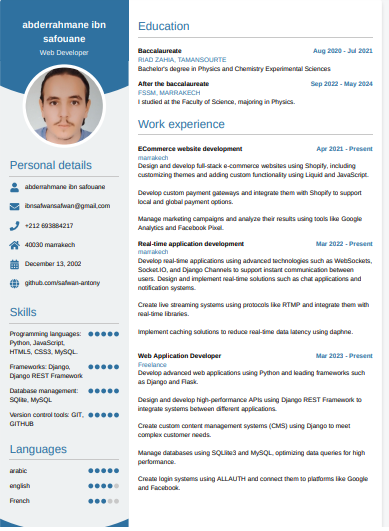 abderrahmane ibn
safouane
Web Developer
Personal details
abderrahmane ibn safouane
ibnsafwansafwan@gmail,com
+212 693884217
40030 marrakech
December 13, 2002
github.com/safwan-antony
Skills
Programming languages:
Python, JavaScript,
HTML5, CSS3, MySQL.
Frameworks: Django,
Django REST Framework
Database management:
SQlite, MySQL
Version control tools: GIT,
GITHUB
Languages
arabic
english
French
Education
Baccalaureate Aug 2020 - Jul 2021
RIAD ZAHIA, TAMANSOURTE
Bachelor's degree in Physics and Chemistry Experimental Sciences
After the baccalaureate Sep 2022 - May 2024
FSSM, MARRAKECH
I studied at the Faculty of Science, majoring in Physics.
Work experience
ECommerce website development Apr 2021 - Present
marrakech
Design and develop full-stack e-commerce websites using Shopify, including
customizing themes and adding custom functionality using Liquid and JavaScript.
Develop custom payment gateways and integrate them with Shopify to support
local and global payment options.
Manage marketing campaigns and analyze their results using tools like Google
Analytics and Facebook Pixel.
Real-time application development Mar 2022 - Present
marrakech
Develop real-time applications using advanced technologies such as WebSockets,
Socket.IO, and Django Channels to support instant communication between
users. Design and implement real-time solutions such as chat applications and
notification systems.
Create live streaming systems using protocols like RTMP and integrate them with
real-time libraries.
Implement caching solutions to reduce real-time data latency using daphne.
Web Application Developer Mar 2023 - Present
Freelance
Develop advanced web applications using Python and leading frameworks such
as Django and Flask.
Design and develop high-performance APIs using Django REST Framework to
integrate systems between different applications.
Create custom content management systems (CMS) using Django to meet
complex customer needs.
Manage databases using SQLlite3 and MySQL, optimizing data queries for high
performance.
Create login systems using ALLAUTH and connect them to platforms like Google
and Facebook.